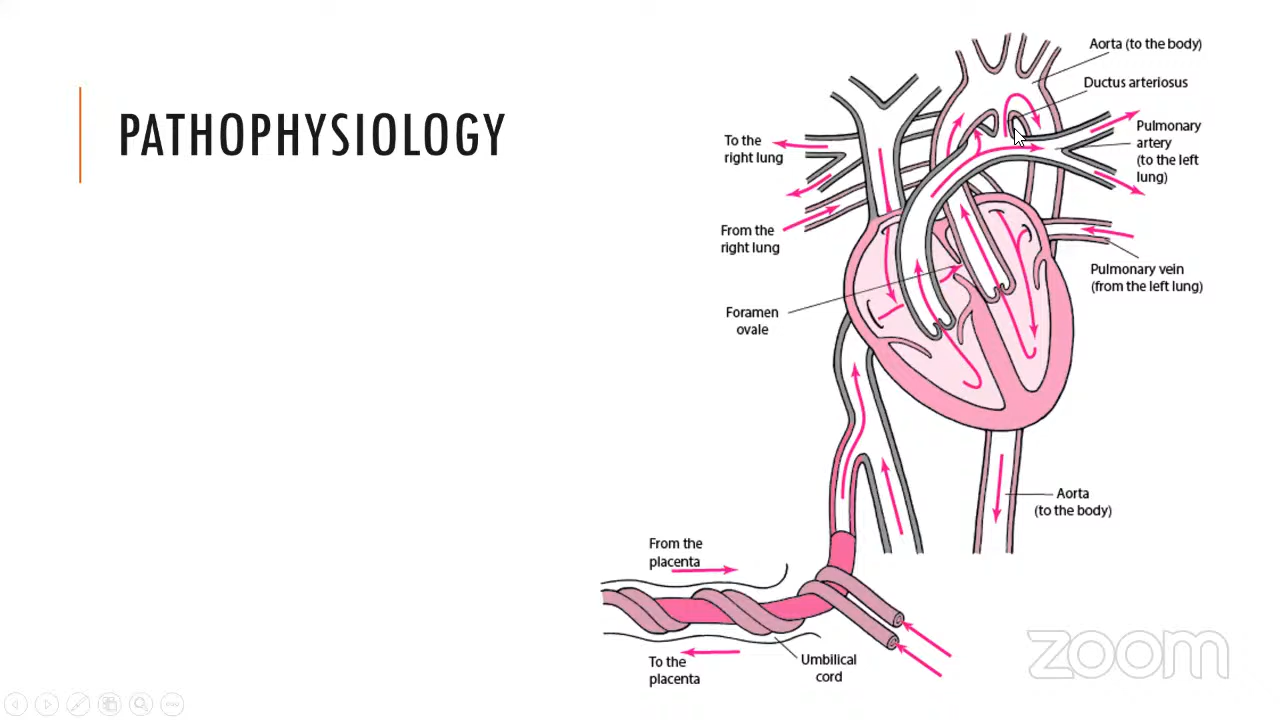 PATHOPHYSIOLOGY
Aorta (to the body)
Ductus arteriosus
Pulmonary
artery
(to the left
lung)
To the
right lung
From the
right lung
Pulmonary vein
(from the left lung)
Foramen
ovale
Aorta
(to the body)
From the
placenta
To the
placenta
Umbilical
cord
zoom